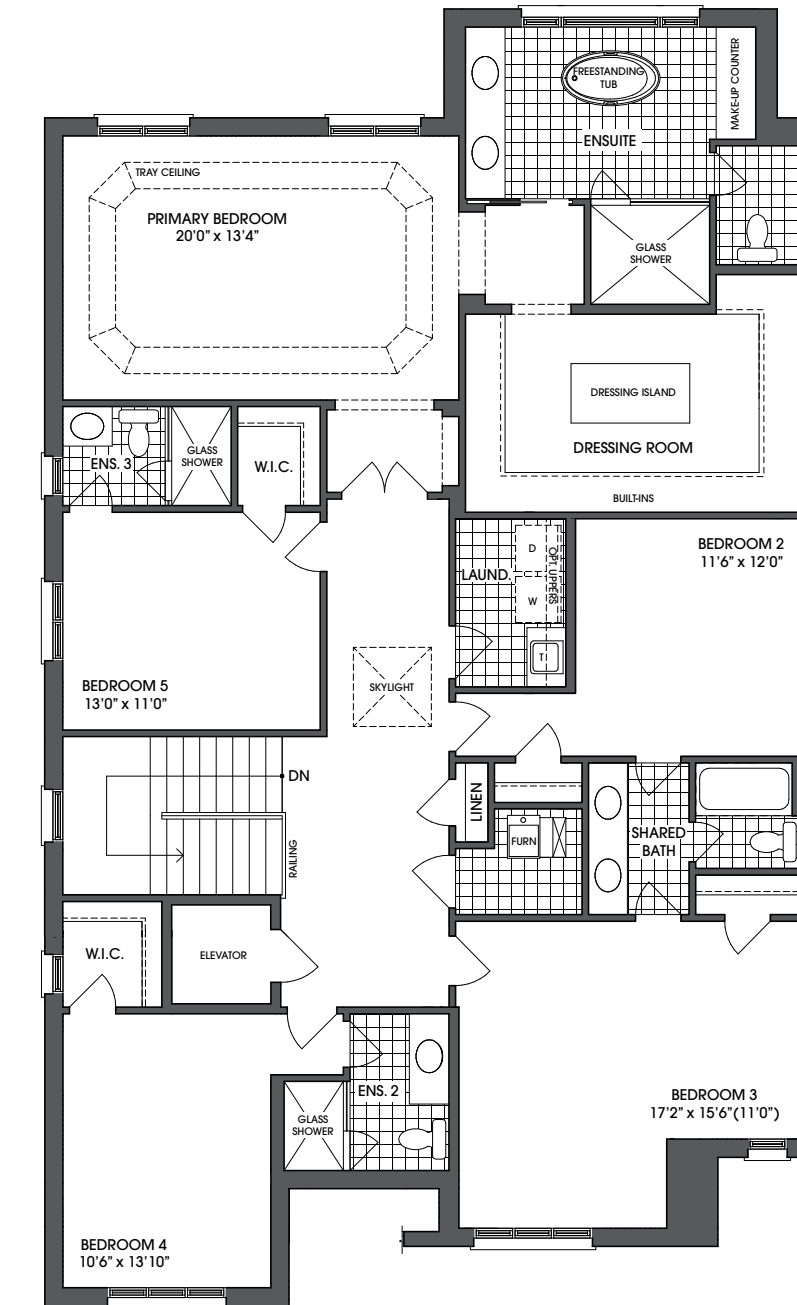 FREESTANDING
TUB
MAKE-UP COUNTER
ENSUITE
TRAY CEILING
PRIMARY BEDROOM
20'0" x 13'4"
GLASS
SHOWER
DRESSING ISLAND
DRESSING ROOM
BUILT-INS
ENS. 3
GLASS
SHOWER
W.I.C.
BEDROOM 2
11'6" x 12'0"
LAUND.
D
W
OPT. UPPERS
T
BEDROOM 5
13'0" x 11'0"
SKYLIGHT
DN
RAILING
LINEN
FURN
SHARED
BATH
W.I.C.
ELEVATOR
ENS. 2
GLASS
SHOWER
BEDROOM 3
17'2" x 15'6"(11'0")
BEDROOM 4
10'6" x 13'10"